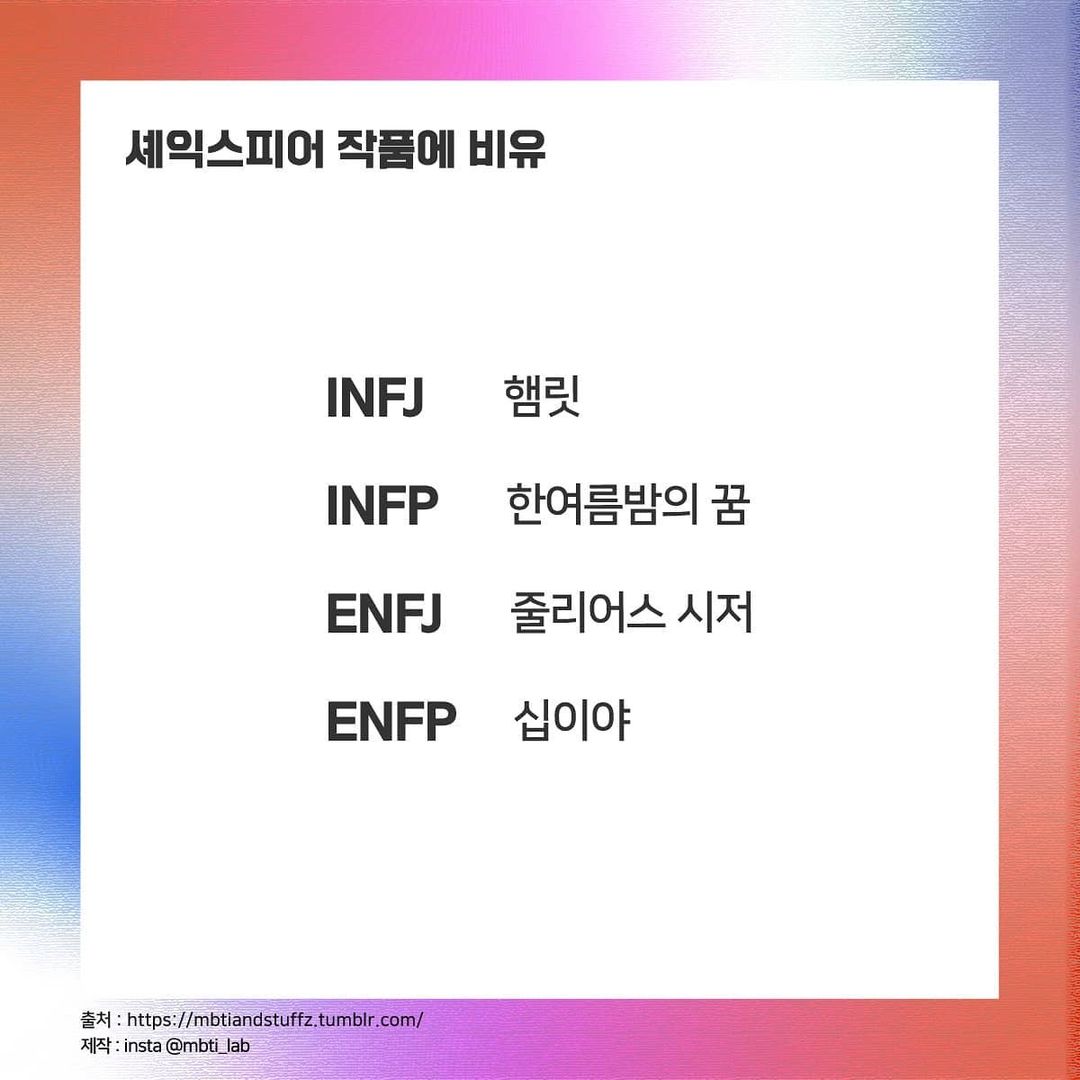 셰익스피어 작품에 비유
INFJ 햄릿
INFP 한여름밤의 꿈
ENFJ 줄리어스 시저
ENFP 십이야
출처 : https://mbtiandstuffz.tumblr.com/
제작 : insta @mbti_lab